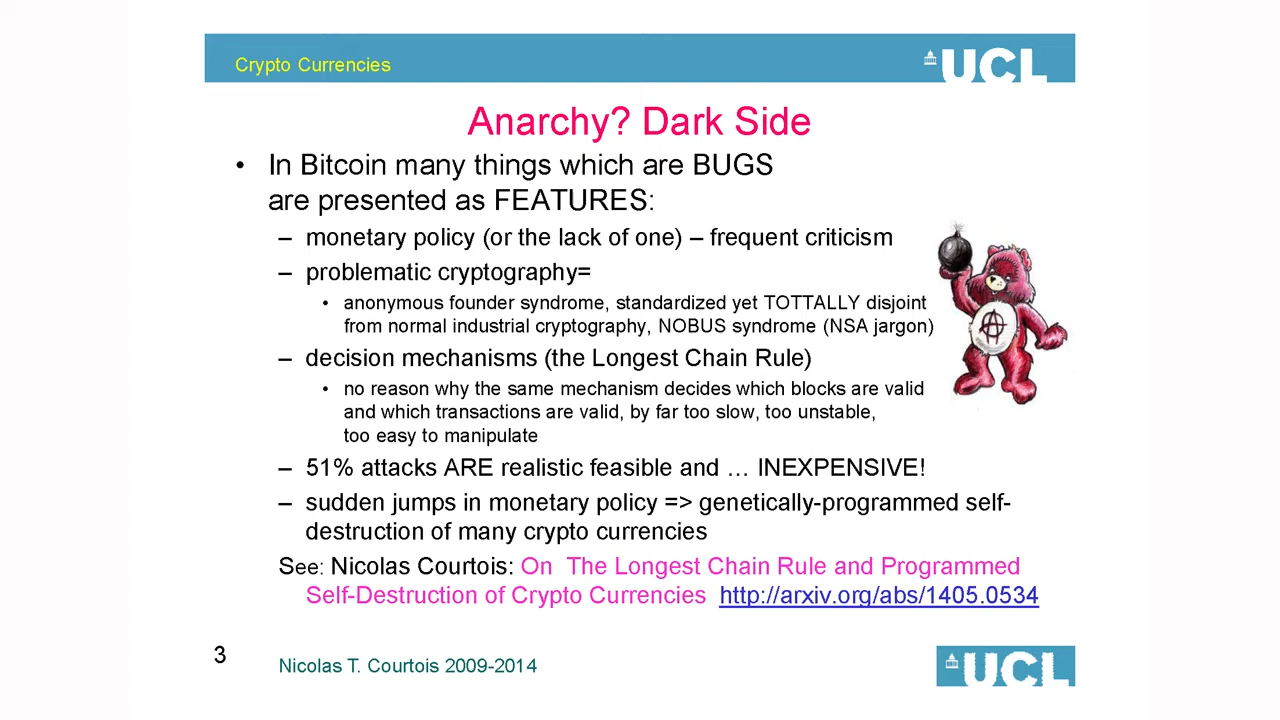 Crypto Currencies
UCL
Anarchy? Dark Side
• In Bitcoin many things which are BUGS
are presented as FEATURES:
– monetary policy (or the lack of one) – frequent criticism
– problematic cryptography=
• anonymous founder syndrome, standardized yet TOTTALLY disjoint
from normal industrial cryptography, NOBUS syndrome (NSA jargon)
– decision mechanisms (the Longest Chain Rule)
• no reason why the same mechanism decides which blocks are valid
and which transactions are valid, by far too slow, too unstable,
too easy to manipulate
– 51% attacks ARE realistic feasible and … INEXPENSIVE!
– sudden jumps in monetary policy => genetically-programmed self-
destruction of many crypto currencies
See: Nicolas Courtois: On The Longest Chain Rule and Programmed
Self-Destruction of Crypto Currencies http://arxiv.org/abs/1405.0534
3
Nicolas T. Courtois 2009-2014
UCL